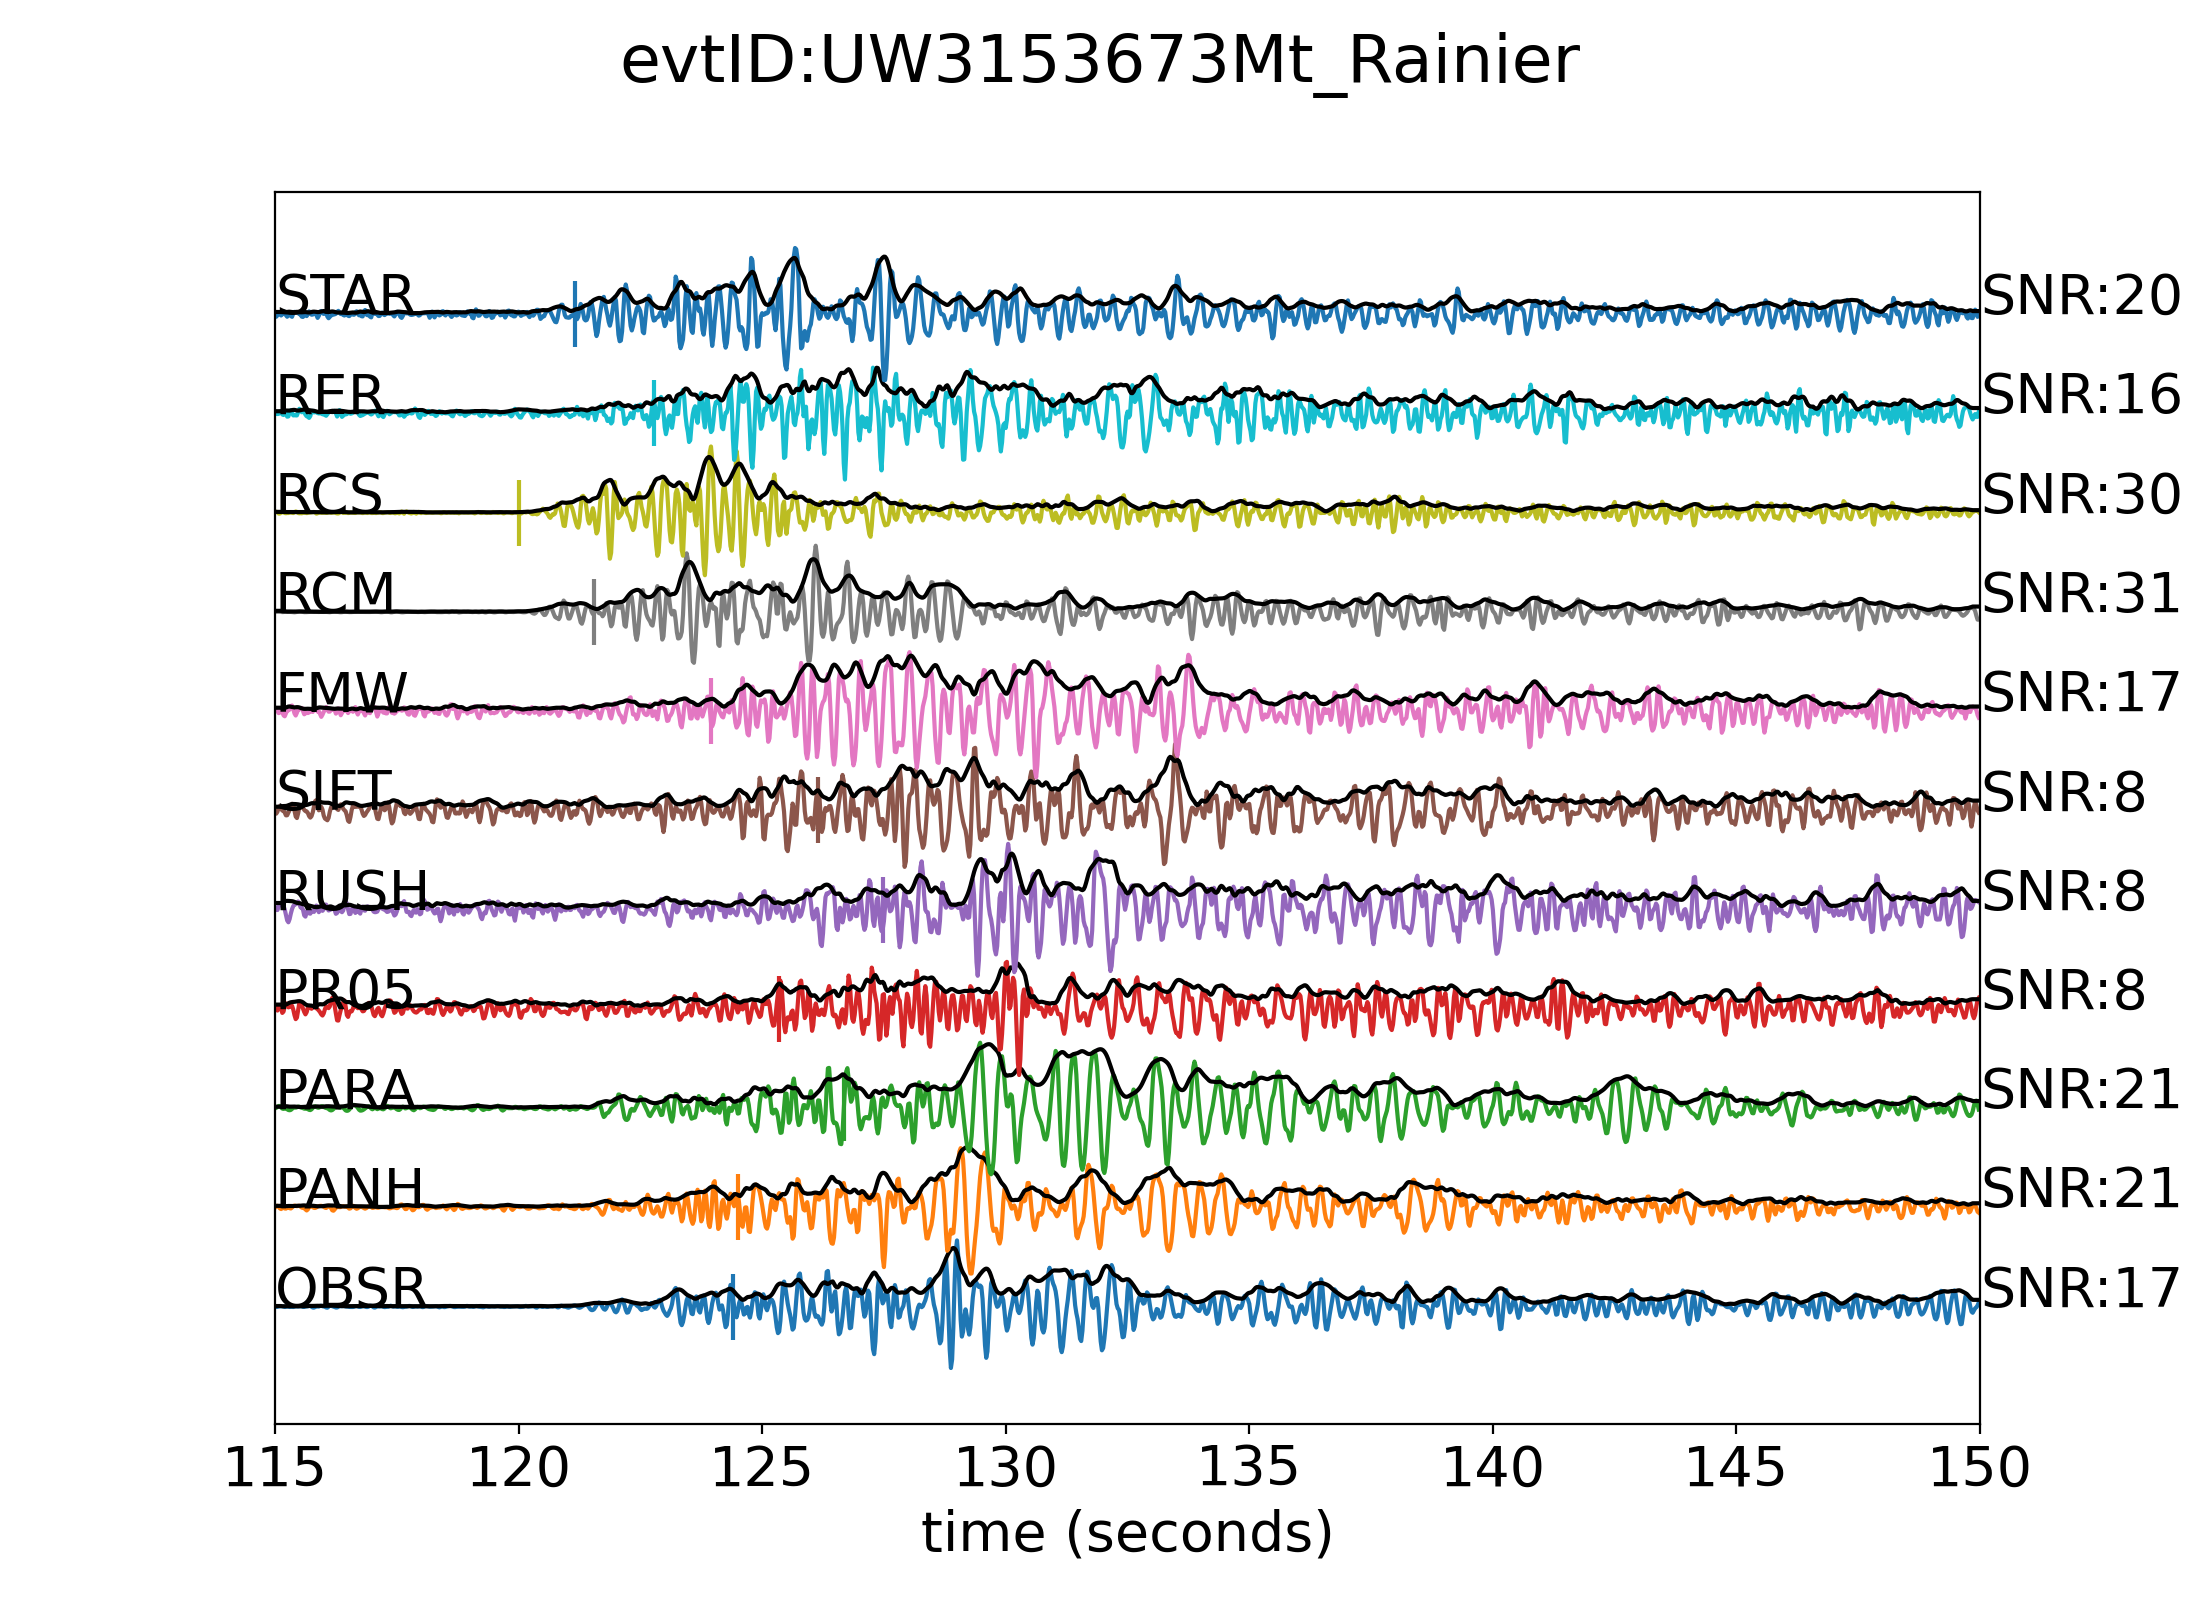 evtID:UW3153673Mt_Rainier
STAR SNR:20
RER SNR:16
RCS SNR:30
RCM SNR:31
FMW SNR:17
SIFT SNR:8
RUSH SNR:8
PR05 SNR:8
PARA SNR:21
PANH SNR:21
OBSR SNR:17
115 120 125 130 135 140 145 150
time (seconds)